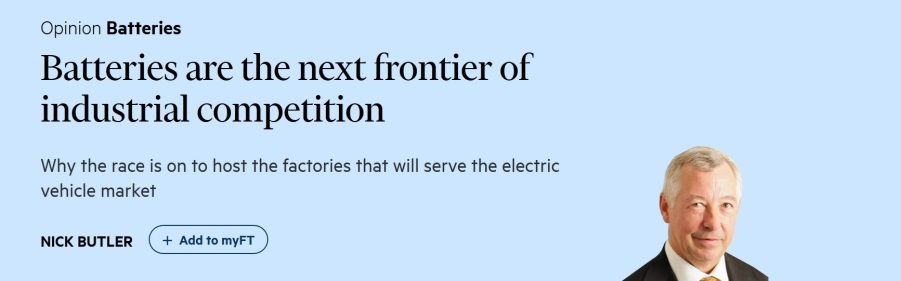 Opinion Batteries
Batteries are the next frontier of
industrial competition
Why the race is on to host the factories that will serve the electric
vehicle market
NICK BUTLER + Add to myFT